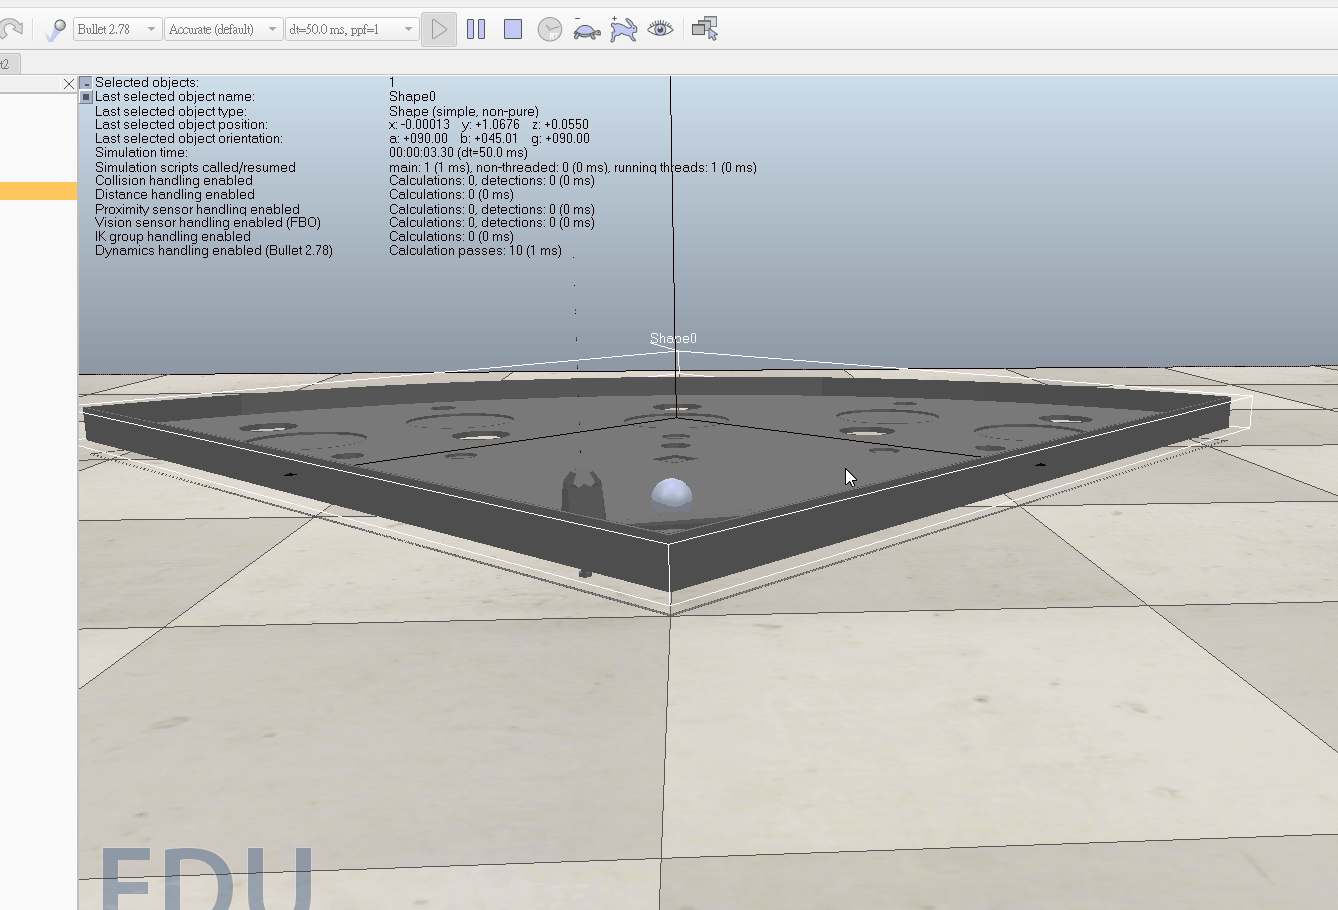 Bullet 2.78 Accurate (default) dt=50.0 ms, ppf=1
RT
t2
Selected objects: 1
Last selected object name: Shape0
Last selected object type: Shape (simple, non-pure)
Last selected object position: x: -0.00013 y: +1.0676 z: +0.0550
Last selected object orientation: a: +090.00 b: +045.01 g: +090.00
Simulation time: 00:00:03.30 (dt=50.0 ms)
Simulation scripts called/resumed main: 1 (1 ms), non-threaded: 0 (0 ms), running threads: 1 (0 ms)
Collision handling enabled Calculations: 0, detections: 0 (0 ms)
Distance handling enabled Calculations: 0 (0 ms)
Proximity sensor handling enabled Calculations: 0, detections: 0 (0 ms)
Vision sensor handling enabled (FBO) Calculations: 0, detections: 0 (0 ms)
IK group handling enabled Calculations: 0 (0 ms)
Dynamics handling enabled (Bullet 2.78) Calculation passes: 10 (1 ms)
Shape0
EDU